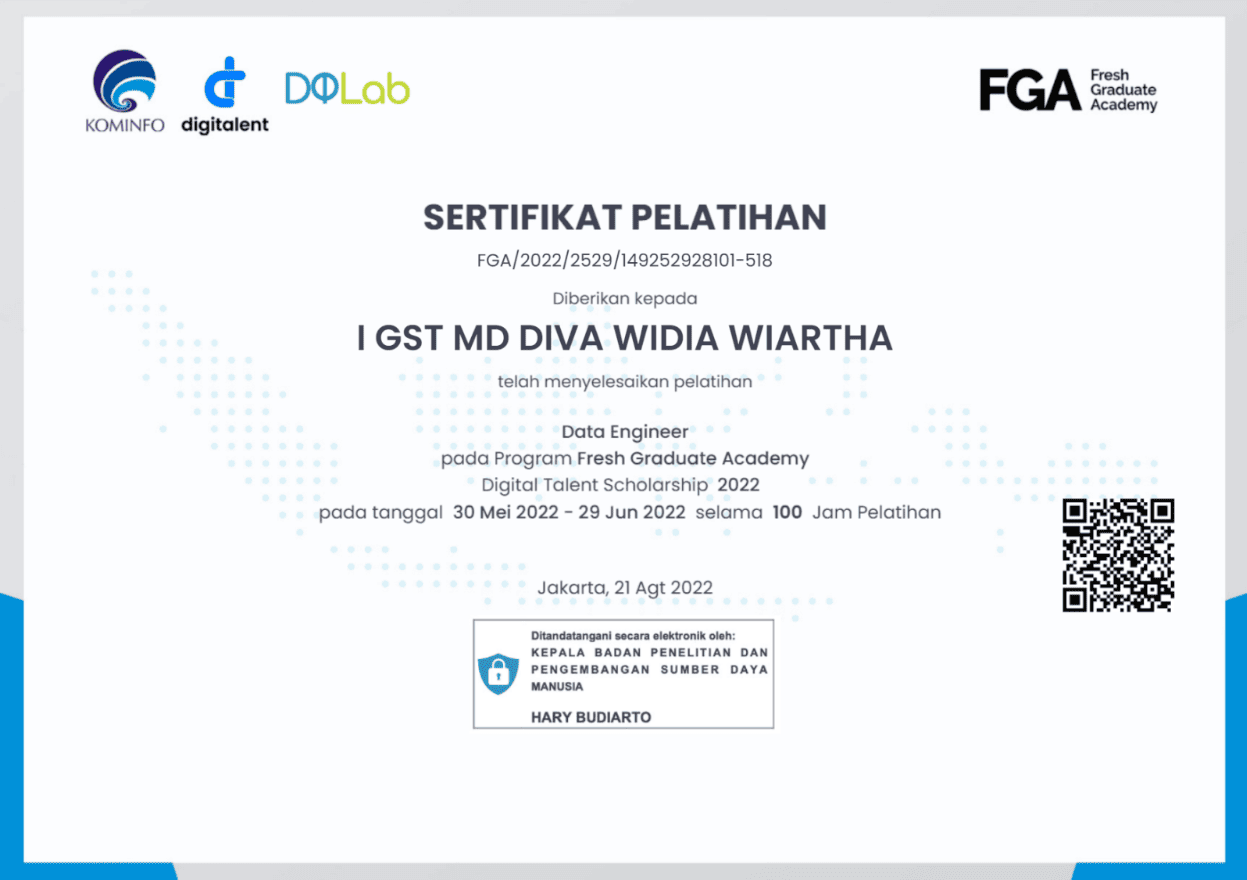 KOMINFO
digitalent
DQLab
FGA
Fresh
Graduate
Academy
SERTIFIKAT PELATIHAN
FGA/2022/2529/149252928101-518
Diberikan kepada
I GST MD DIVA WIDIA WIARTHA
telah menyelesaikan pelatihan
Data Engineer
pada Program Fresh Graduate Academy
Digital Talent Scholarship 2022
pada tanggal 30 Mei 2022 - 29 Jun 2022 selama 100 Jam Pelatihan
Jakarta, 21 Agt 2022
Ditandatangani secara elektronik oleh:
KEPALA BADAN PENELITIAN DAN
PENGEMBANGAN SUMBER DAYA
MANUSIA
HARY BUDIARTO